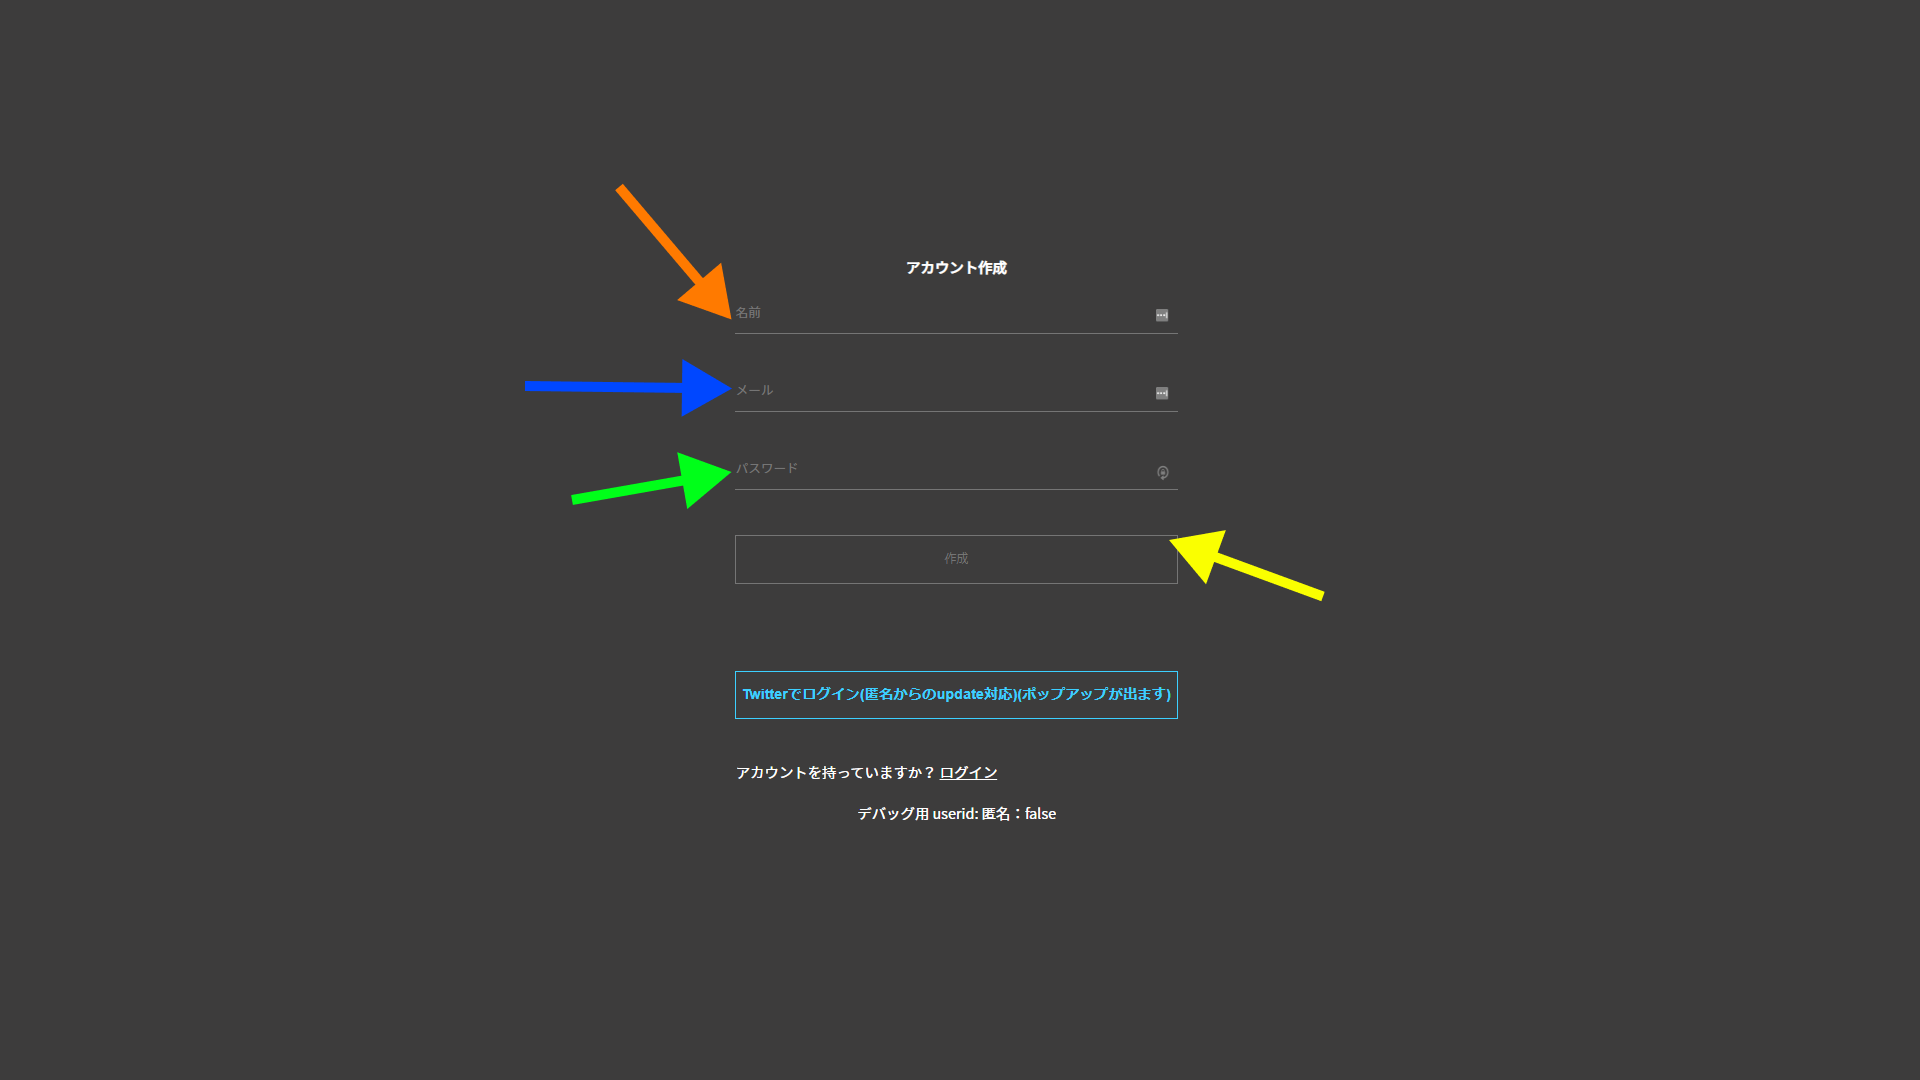 アカウント作成
名前
メール
パスワード
作成
Twitterでログイン(匿名からのupdate対応)(ポップアップが出ます)
アカウントを持っていますか？ ログイン
デバッグ用 userid: 匿名：false